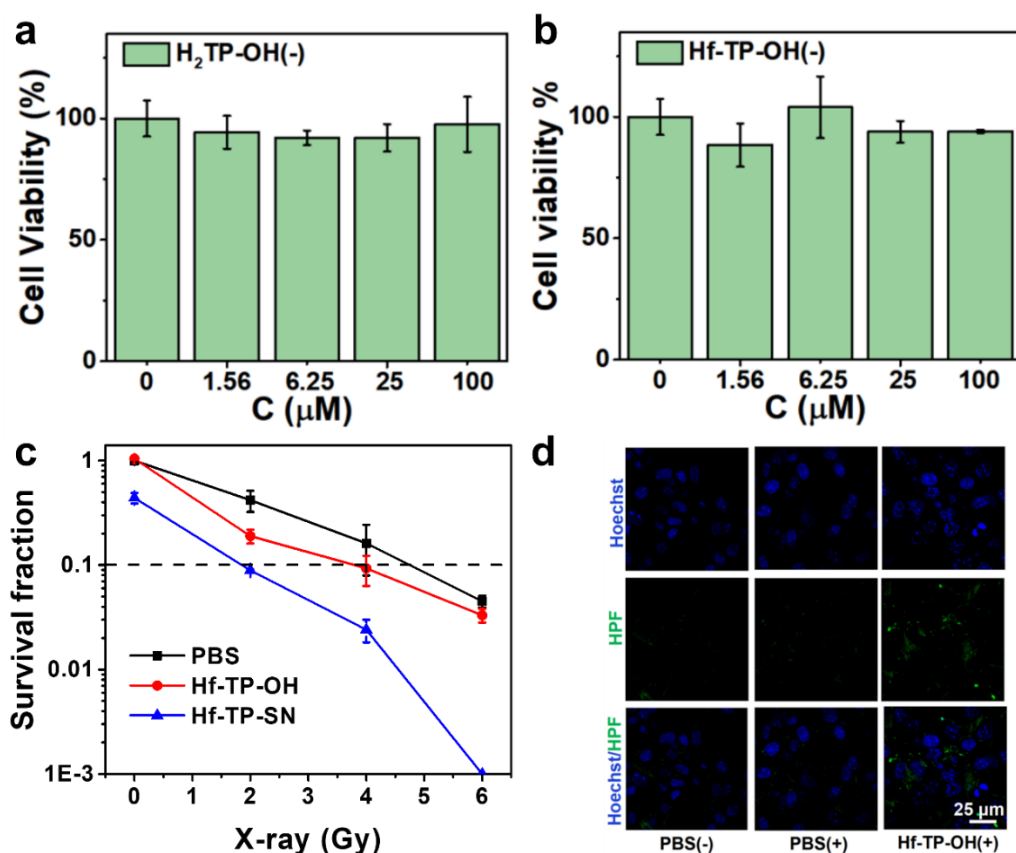 a
H₂TP-OH(-)
Cell Viability (%)
100
50
0
0 1.56 6.25 25 100
C (μM)
b
Hf-TP-OH(-)
Cell viability %
100
50
0
0 1.56 6.25 25 100
C (μM)
c
Survival fraction
1
0.1
0.01
1E-3
PBS
Hf-TP-OH
Hf-TP-SN
0 1 2 3 4 5 6
X-ray (Gy)
d
Hoechst
HPF
Hoechst/HPF
25 μm
PBS(-) PBS(+) Hf-TP-OH(+)